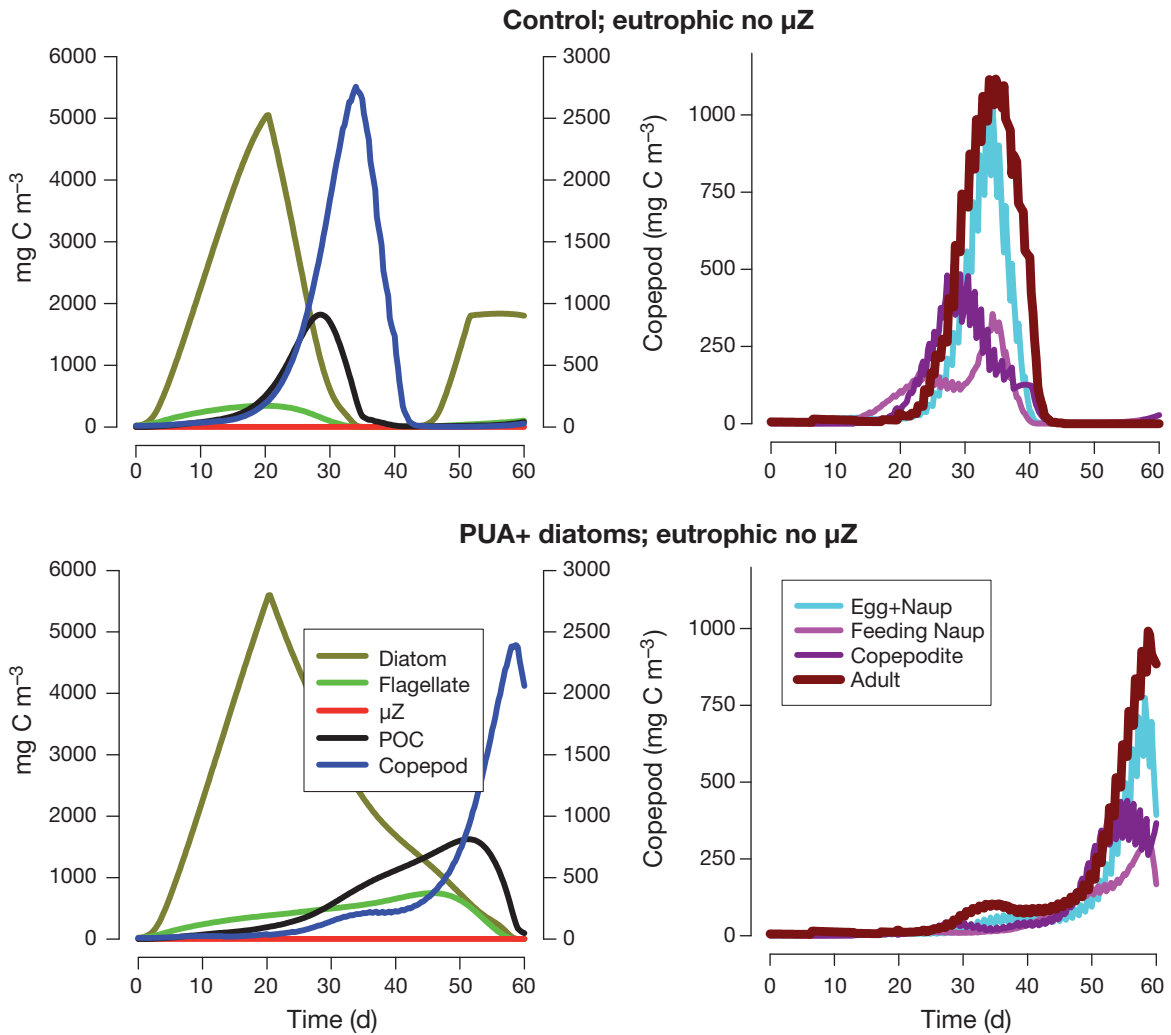 Control; eutrophic no µZ
6000
5000
4000
3000
2000
1000
0
mg C m–3
3000
2500
2000
1500
1000
500
0
0 10 20 30 40 50 60
Copepod (mg C m–3)
1000
750
500
250
0
0 10 20 30 40 50 60
PUA+ diatoms; eutrophic no µZ
6000
5000
4000
3000
2000
1000
0
mg C m–3
Diatom
Flagellate
µZ
POC
Copepod
3000
2500
2000
1500
1000
500
0
0 10 20 30 40 50 60
Time (d)
Copepod (mg C m–3)
1000
750
500
250
0
Egg+Naup
Feeding Naup
Copepodite
Adult
0 10 20 30 40 50 60
Time (d)